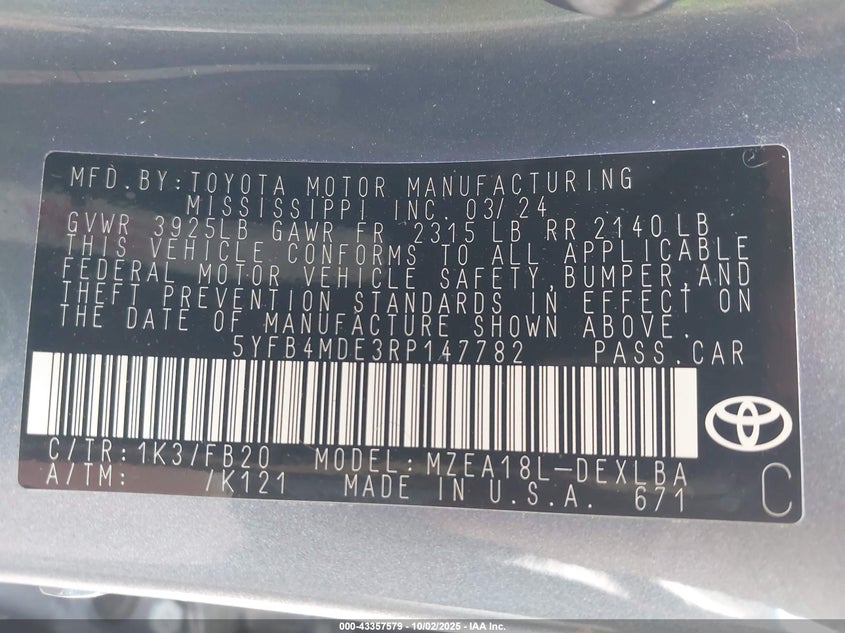 MFD.BY:TOYOTA MOTOR MANUFACTURING
MISSISSIPPI INC. 03/24
GVWR 3925LB GAWR FR 2315 LB RR 2140 LB
THIS VEHICLE CONFORMS TO ALL APPLICABLE
FEDERAL MOTOR VEHICLE SAFETY,BUMPER,AND
THEFT PREVENTION STANDARDS IN EFFECT ON
THE DATE OF MANUFACTURE SHOWN ABOVE.
5YFB4MDE3RP147782 PASS.CAR
C/TR:1K3/FB20 MODEL:MZEA18L-DEXLBA
A/TM: /K121 MADE IN U.S.A. 671
C
000-43357579 - 10/02/2025 - IAA Inc.